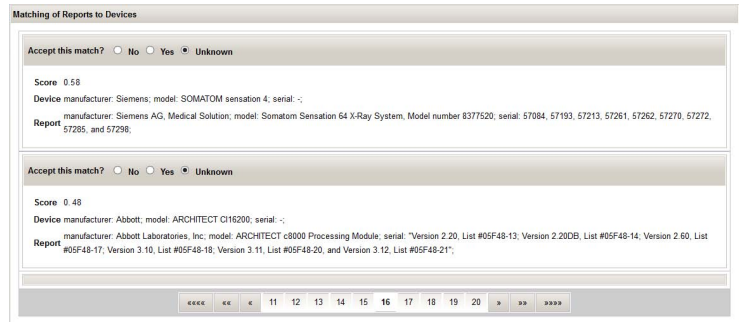 Matching of Reports to Devices
Accept this match? No Yes Unknown
Score 0.58
Device manufacturer: Siemens; model: SOMATOM sensation 4; serial: -;
Report manufacturer: Siemens AG, Medical Solution; model: Somatom Sensation 64 X-Ray System, Model number 8377520; serial: 57084, 57193, 57213, 57261, 57262, 57270, 57272,
57285, and 57298;
Accept this match? No Yes Unknown
Score 0.48
Device manufacturer: Abbott; model: ARCHITECT CI16200; serial: -;
Report manufacturer: Abbott Laboratories, Inc; model: ARCHITECT c8000 Processing Module; serial: "Version 2.20, List #05F48-13; Version 2.20DB, List #05F48-14; Version 2.60, List
#05F48-17; Version 3.10, List #05F48-18; Version 3.11, List #05F48-20, and Version 3.12, List #05F48-21";
«««« «« « 11 12 13 14 15 16 17 18 19 20 » »» »»»»